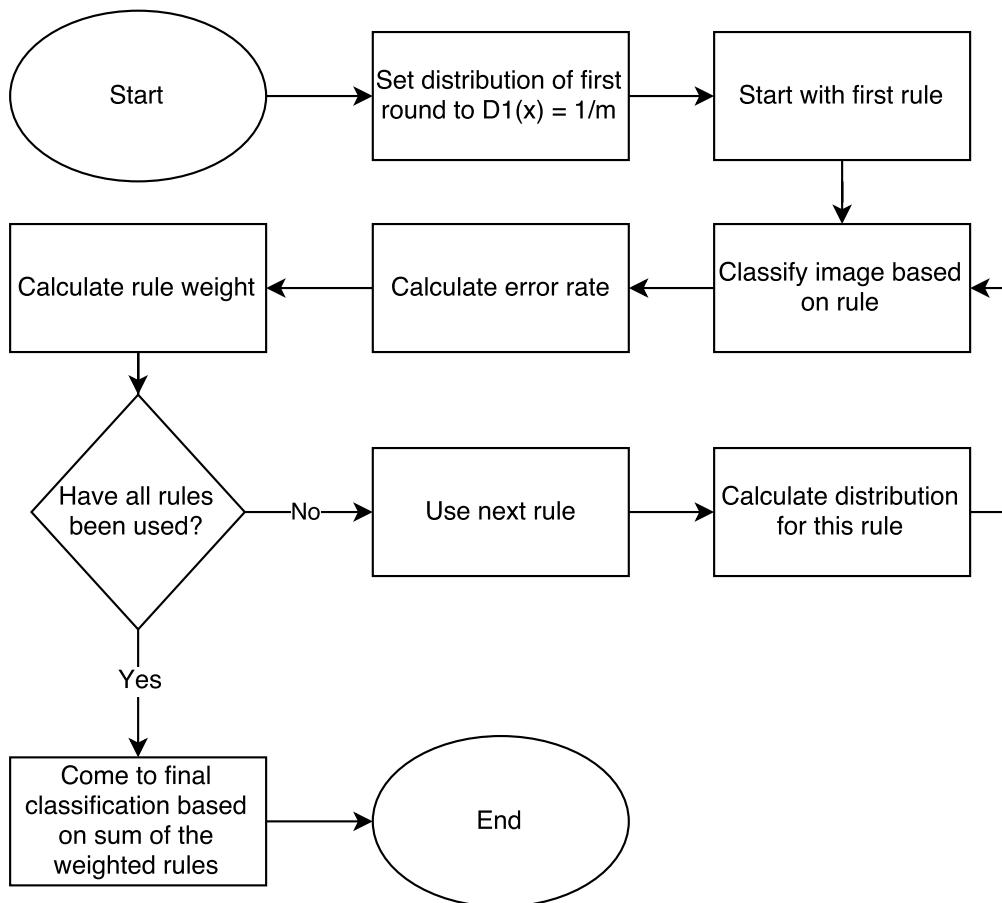 Start
Set distribution of first
round to D1(x) = 1/m
Start with first rule
Calculate rule weight
Calculate error rate
Classify image based
on rule
Have all rules
been used?
No
Use next rule
Calculate distribution
for this rule
Yes
Come to final
classification based
on sum of the
weighted rules
End